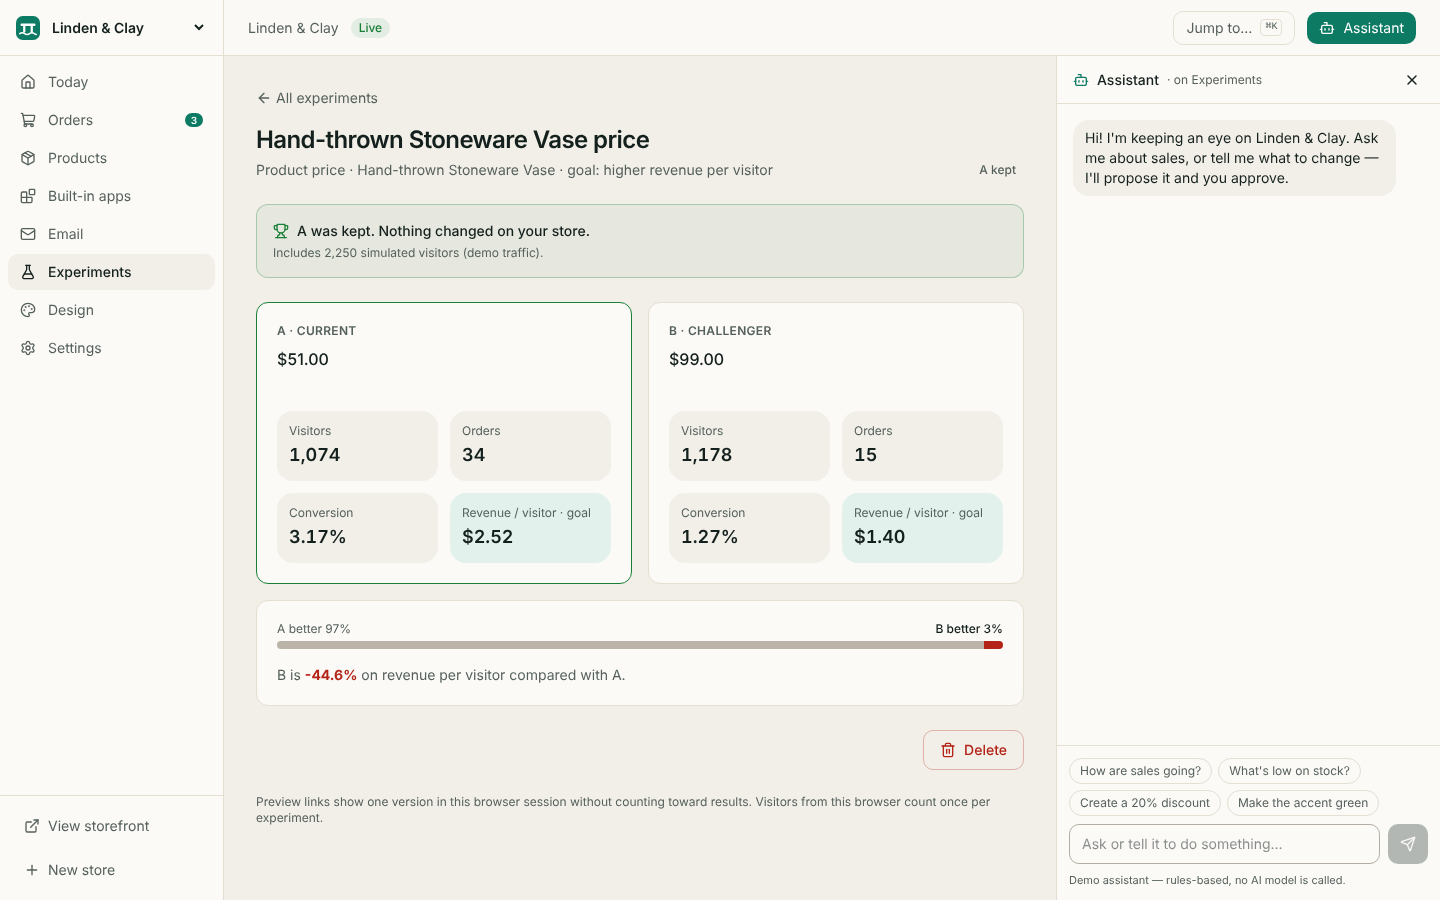 Linden & Clay
Today
Orders
3
Products
Built-in apps
Email
Experiments
Design
Settings
View storefront
New store
Linden & Clay
Live
Jump to...
⌘K
Assistant
All experiments
Hand-thrown Stoneware Vase price
Product price · Hand-thrown Stoneware Vase · goal: higher revenue per visitor
A kept
A was kept. Nothing changed on your store.
Includes 2,250 simulated visitors (demo traffic).
A · CURRENT
$51.00
Visitors
1,074
Orders
34
Conversion
3.17%
Revenue / visitor · goal
$2.52
B · CHALLENGER
$99.00
Visitors
1,178
Orders
15
Conversion
1.27%
Revenue / visitor · goal
$1.40
A better 97%
B better 3%
B is -44.6% on revenue per visitor compared with A.
Delete
Preview links show one version in this browser session without counting toward results. Visitors from this browser count once per
experiment.
Assistant · on Experiments
Hi! I'm keeping an eye on Linden & Clay. Ask
me about sales, or tell me what to change —
I'll propose it and you approve.
How are sales going?
What's low on stock?
Create a 20% discount
Make the accent green
Ask or tell it to do something...
Demo assistant — rules-based, no AI model is called.